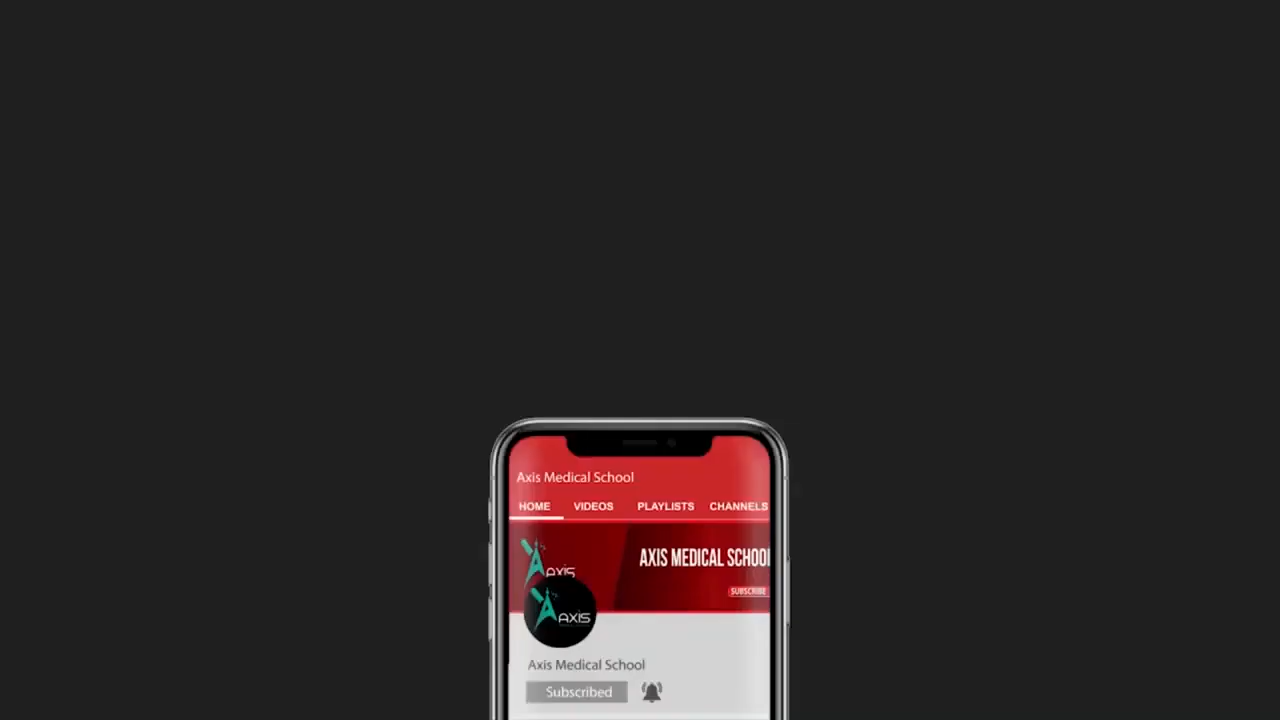 Axis Medical School
HOME VIDEOS PLAYLISTS CHANNELS
AXIS MEDICAL SCHOOL
AXIS
SUBSCRIBE
AXIS
Axis Medical School
Subscribed